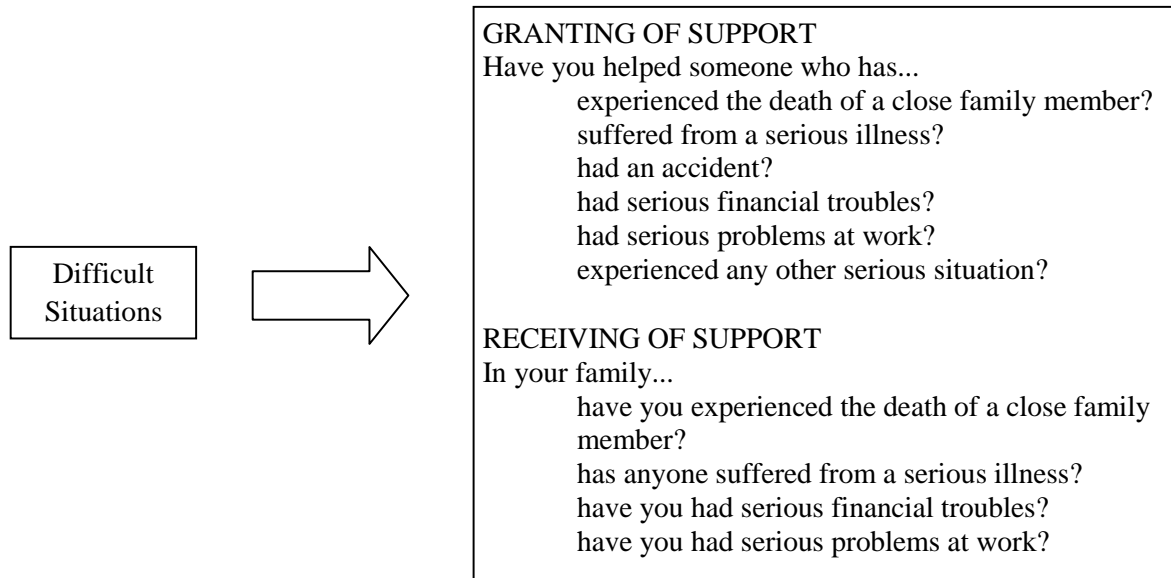 Difficult
Situations
GRANTING OF SUPPORT
Have you helped someone who has...
experienced the death of a close family member?
suffered from a serious illness?
had an accident?
had serious financial troubles?
had serious problems at work?
experienced any other serious situation?
RECEIVING OF SUPPORT
In your family...
have you experienced the death of a close family
member?
has anyone suffered from a serious illness?
have you had serious financial troubles?
have you had serious problems at work?